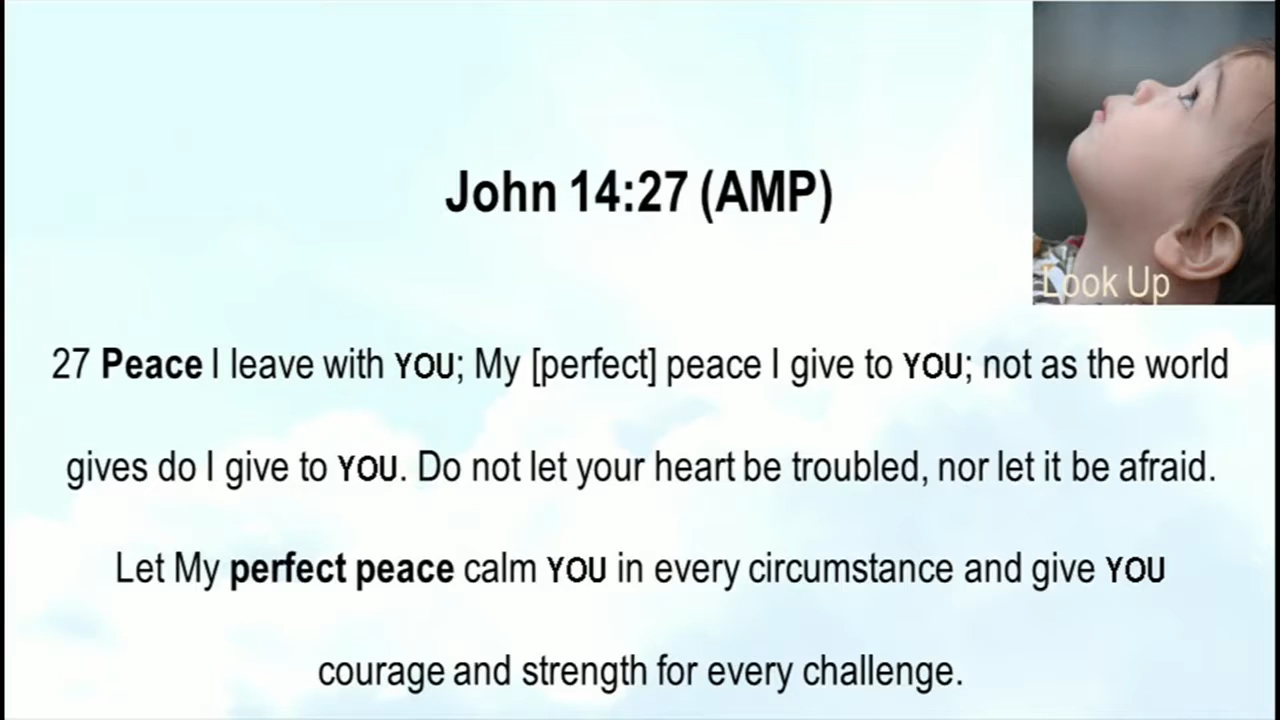 John 14:27 (AMP)
Look Up
27 Peace I leave with YOU; My [perfect] peace I give to YOU; not as the world
gives do I give to YOU. Do not let your heart be troubled, nor let it be afraid.
Let My perfect peace calm YOU in every circumstance and give YOU
courage and strength for every challenge.